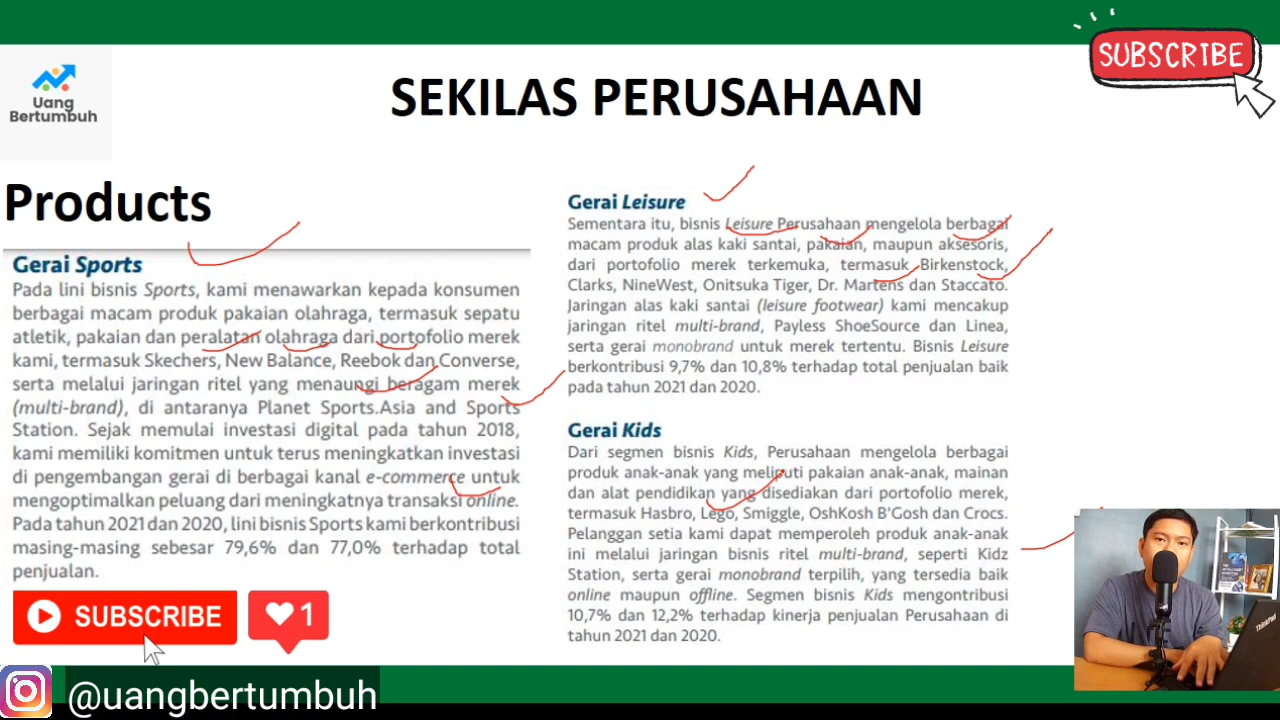 SUBSCRIBE
Uang
Bertumbuh
SEKILAS PERUSAHAAN
Products
Gerai Sports
Pada lini bisnis Sports, kami menawarkan kepada konsumen
berbagai macam produk pakaian olahraga, termasuk sepatu
atletik, pakaian dan peralatan olahraga dari portofolio merek
kami, termasuk Skechers, New Balance, Reebok dan Converse,
serta melalui jaringan ritel yang menaungi beragam merek
(multi-brand), di antaranya Planet Sports.Asia and Sports
Station. Sejak memulai investasi digital pada tahun 2018,
kami memiliki komitmen untuk terus meningkatkan investasi
di pengembangan gerai di berbagai kanal e-commerce untuk
mengoptimalkan peluang dari meningkatnya transaksi online.
Pada tahun 2021 dan 2020, lini bisnis Sports kami berkontribusi
masing-masing sebesar 79,6% dan 77,0% terhadap total
penjualan.
Gerai Leisure
Sementara itu, bisnis Leisure Perusahaan mengelola berbagai
macam produk alas kaki santai, pakaian, maupun aksesoris,
dari portofolio merek terkemuka, termasuk Birkenstock,
Clarks, NineWest, Onitsuka Tiger, Dr. Martens dan Staccato.
Jaringan alas kaki santai (leisure footwear) kami mencakup
jaringan ritel multi-brand, Payless ShoeSource dan Linea,
serta gerai monobrand untuk merek tertentu. Bisnis Leisure
berkontribusi 9,7% dan 10,8% terhadap total penjualan baik
pada tahun 2021 dan 2020.
Gerai Kids
Dari segmen bisnis Kids, Perusahaan mengelola berbagai
produk anak-anak yang meliputi pakaian anak-anak, mainan
dan alat pendidikan yang disediakan dari portofolio merek,
termasuk Hasbro, Lego, Smiggle, OshKosh B'Gosh dan Crocs.
Pelanggan setia kami dapat memperoleh produk anak-anak
ini melalui jaringan bisnis ritel multi-brand, seperti Kidz
Station, serta gerai monobrand terpilih, yang tersedia baik
online maupun offline. Segmen bisnis Kids mengontribusi
10,7% dan 12,2% terhadap kinerja penjualan Perusahaan di
tahun 2021 dan 2020.
SUBSCRIBE
1
@uangbertumbuh
ThinkPad